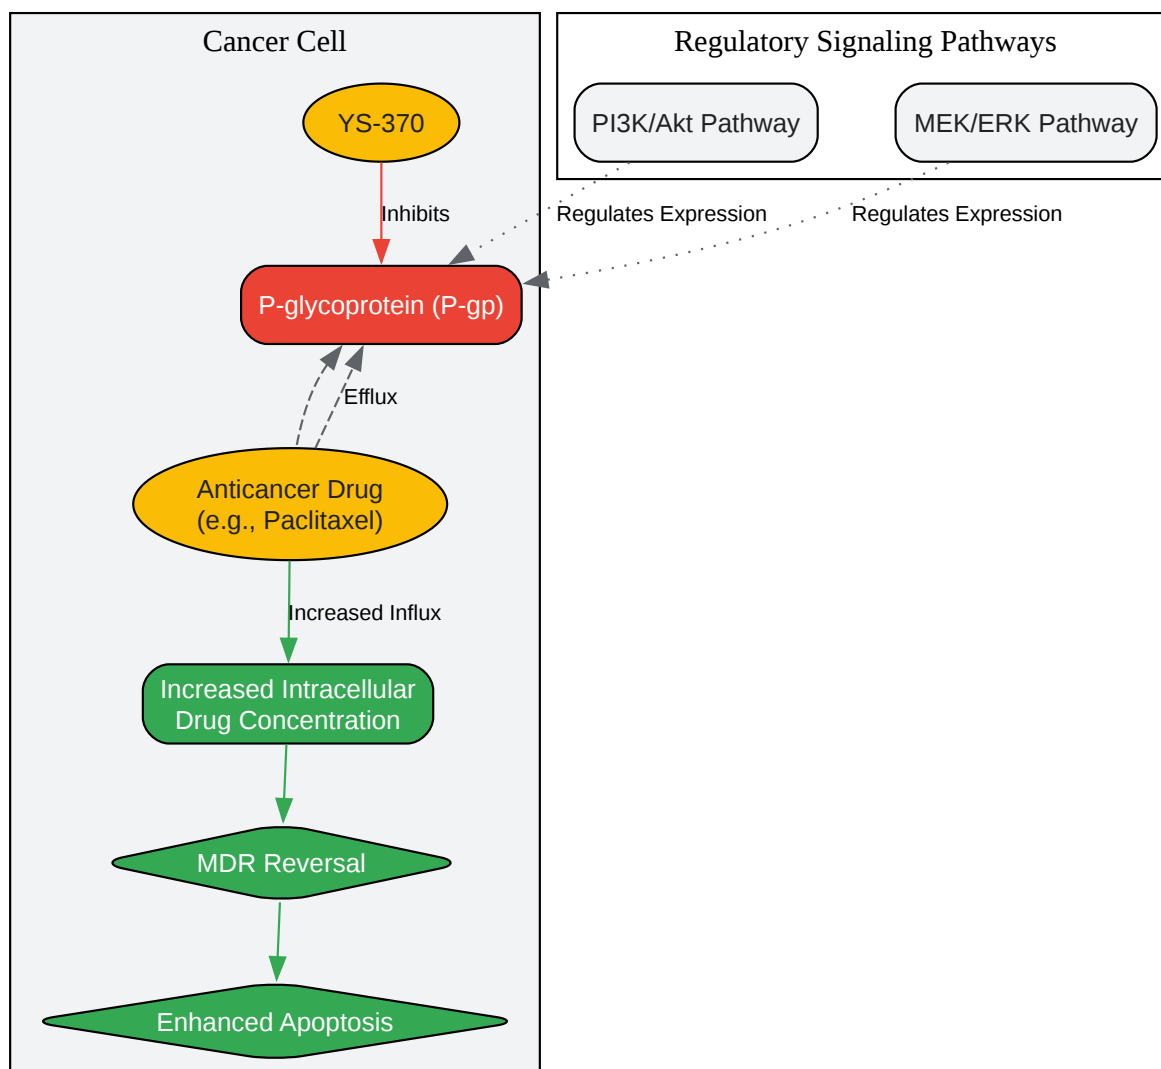 Cancer Cell
Regulatory Signaling Pathways
YS-370
PI3K/Akt Pathway
MEK/ERK Pathway
Inhibits
Regulates Expression
Regulates Expression
P-glycoprotein (P-gp)
Efflux
Anticancer Drug
(e.g., Paclitaxel)
Increased Influx
Increased Intracellular
Drug Concentration
MDR Reversal
Enhanced Apoptosis